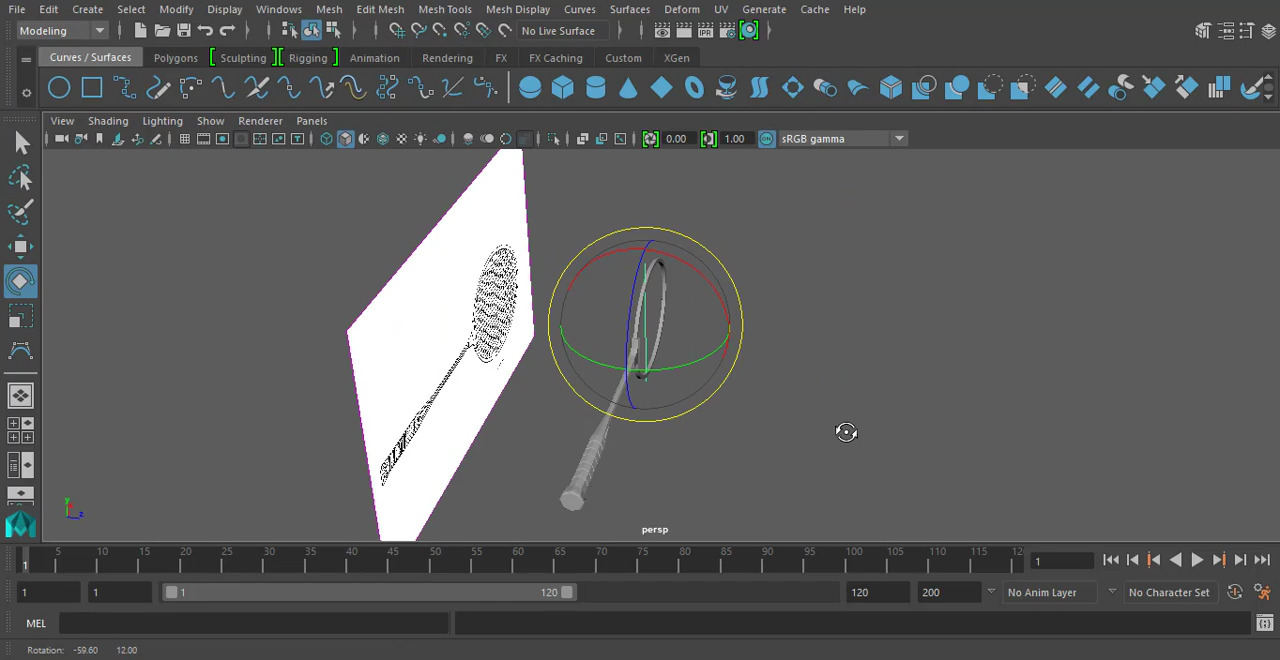 File Edit Create Select Modify Display Windows Mesh Edit Mesh Mesh Tools Mesh Display Curves Surfaces Deform UV Generate Cache Help
Modeling No Live Surface
Curves / Surfaces Polygons Sculpting Rigging Animation Rendering FX FX Caching Custom XGen
View Shading Lighting Show Renderer Panels
0.00 1.00 ON sRGB gamma
y
z
persp
5 10 15 20 25 30 35 40 45 50 55 60 65 70 75 80 85 90 95 100 105 110 115 12
1 1
1 1 1 120 120 200 No Anim Layer No Character Set
MEL
Rotation: -59.60 12.00